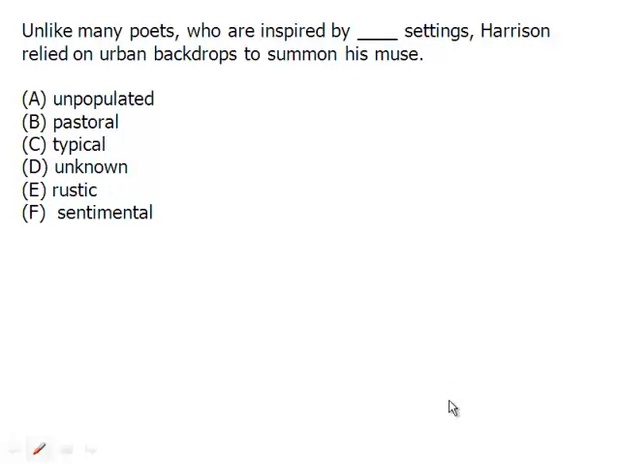 Unlike many poets, who are inspired by ____ settings, Harrison
relied on urban backdrops to summon his muse.
(A) unpopulated
(B) pastoral
(C) typical
(D) unknown
(E) rustic
(F) sentimental